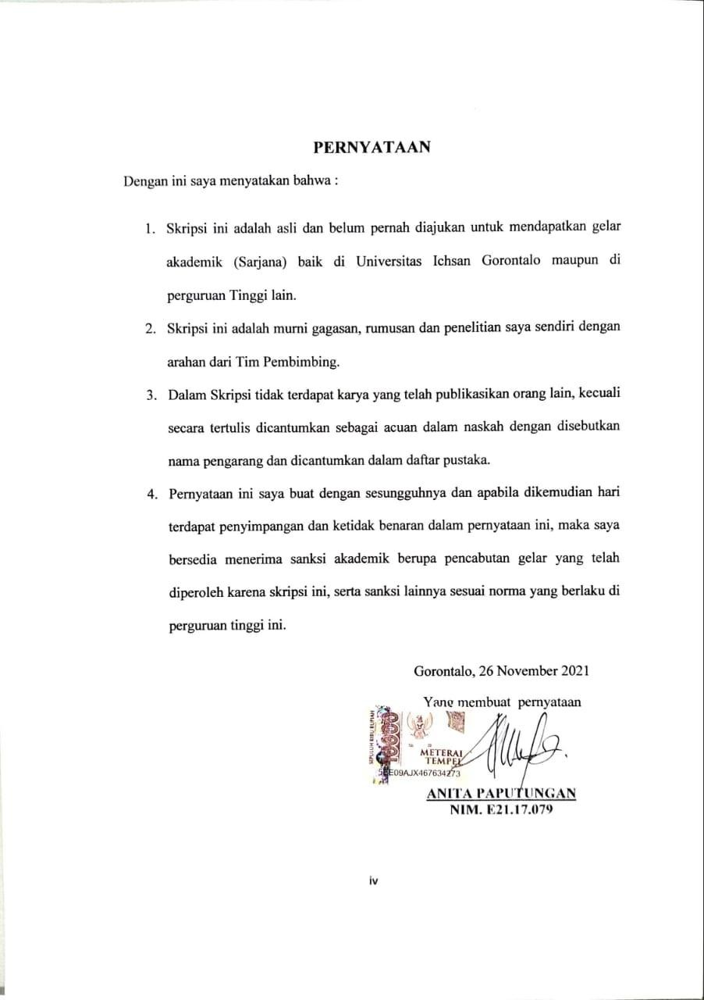 PERNYATAAN
Dengan ini saya menyatakan bahwa :
1. Skripsi ini adalah asli dan belum pernah diajukan untuk mendapatkan gelar
akademik (Sarjana) baik di Universitas Ichsan Gorontalo maupun di
perguruan Tinggi lain.
2. Skripsi ini adalah murni gagasan, rumusan dan penelitian saya sendiri dengan
arahan dari Tim Pembimbing.
3. Dalam Skripsi tidak terdapat karya yang telah publikasikan orang lain, kecuali
secara tertulis dicantumkan sebagai acuan dalam naskah dengan disebutkan
nama pengarang dan dicantumkan dalam daftar pustaka.
4. Pernyataan ini saya buat dengan sesungguhnya dan apabila dikemudian hari
terdapat penyimpangan dan ketidak benaran dalam pernyataan ini, maka saya
bersedia menerima sanksi akademik berupa pencabutan gelar yang telah
diperoleh karena skripsi ini, serta sanksi lainnya sesuai norma yang berlaku di
perguruan tinggi ini.
Gorontalo, 26 November 2021
Yang membuat pernyataan
SEPULUH RIBU RUPIAH
10000
METERAI
TEMPEL
5EE09AJX467634273
ANITA PAPUTUNGAN
NIM. E21.17.079
iv